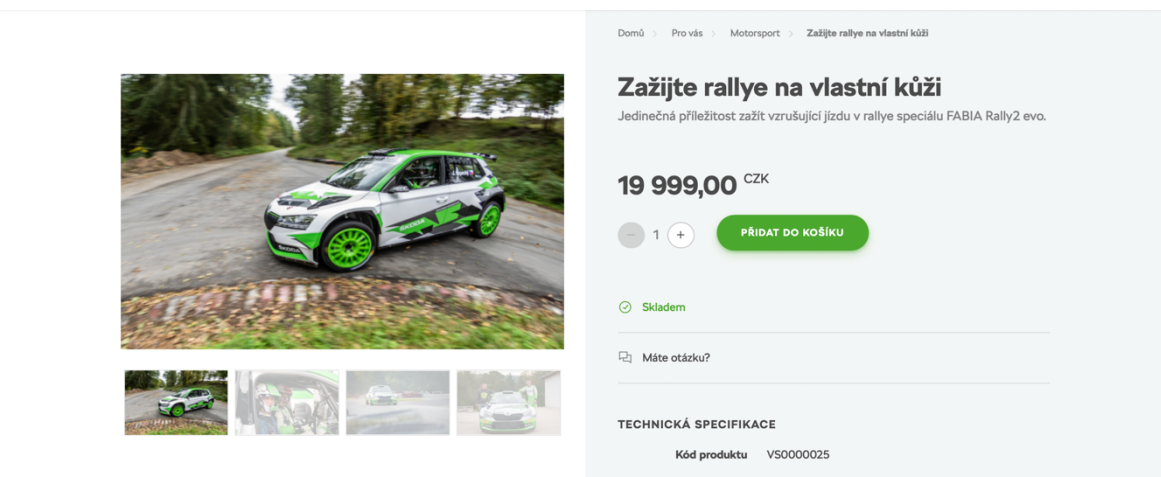 Domů > Pro vás > Motorsport > Zažijte rallye na vlastní kůži
Zažijte rallye na vlastní kůži
Jedinečná příležitost zažít vzrušující jízdu v rallye speciálu FABIA Rally2 evo.
19 999,00 CZK
− 1 + PŘIDAT DO KOŠÍKU
Skladem
Máte otázku?
TECHNICKÁ SPECIFIKACE
Kód produktu VS0000025
ŠKODA